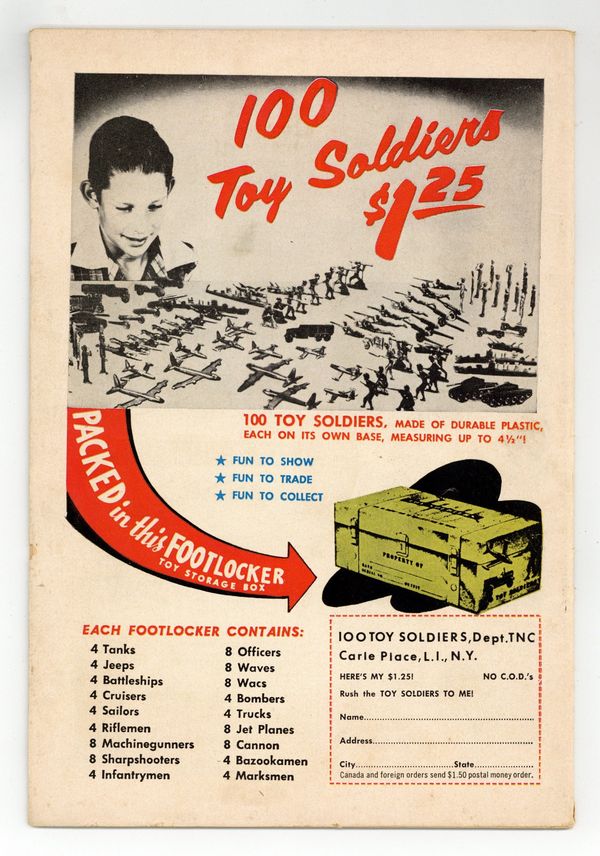 100
Toy Soldiers
$1.25
100 TOY SOLDIERS, MADE OF DURABLE PLASTIC,
EACH ON ITS OWN BASE, MEASURING UP TO 4½"!
★ FUN TO SHOW
★ FUN TO TRADE
★ FUN TO COLLECT
PACKED in this FOOTLOCKER
TOY STORAGE BOX
PROPERTY OF
TOY SOLDIERS
EACH FOOTLOCKER CONTAINS:
4 Tanks
4 Jeeps
4 Battleships
4 Cruisers
4 Sailors
4 Riflemen
8 Machinegunners
8 Sharpshooters
4 Infantrymen
8 Officers
8 Waves
8 Wacs
4 Bombers
4 Trucks
8 Jet Planes
8 Cannon
4 Bazookamen
4 Marksmen
100 TOY SOLDIERS, Dept. TNC
Carle Place, L.I., N.Y.
HERE'S MY $1.25! NO C.O.D.'s
Rush the TOY SOLDIERS TO ME!
Name
Address
City State
Canada and foreign orders send $1.50 postal money order.